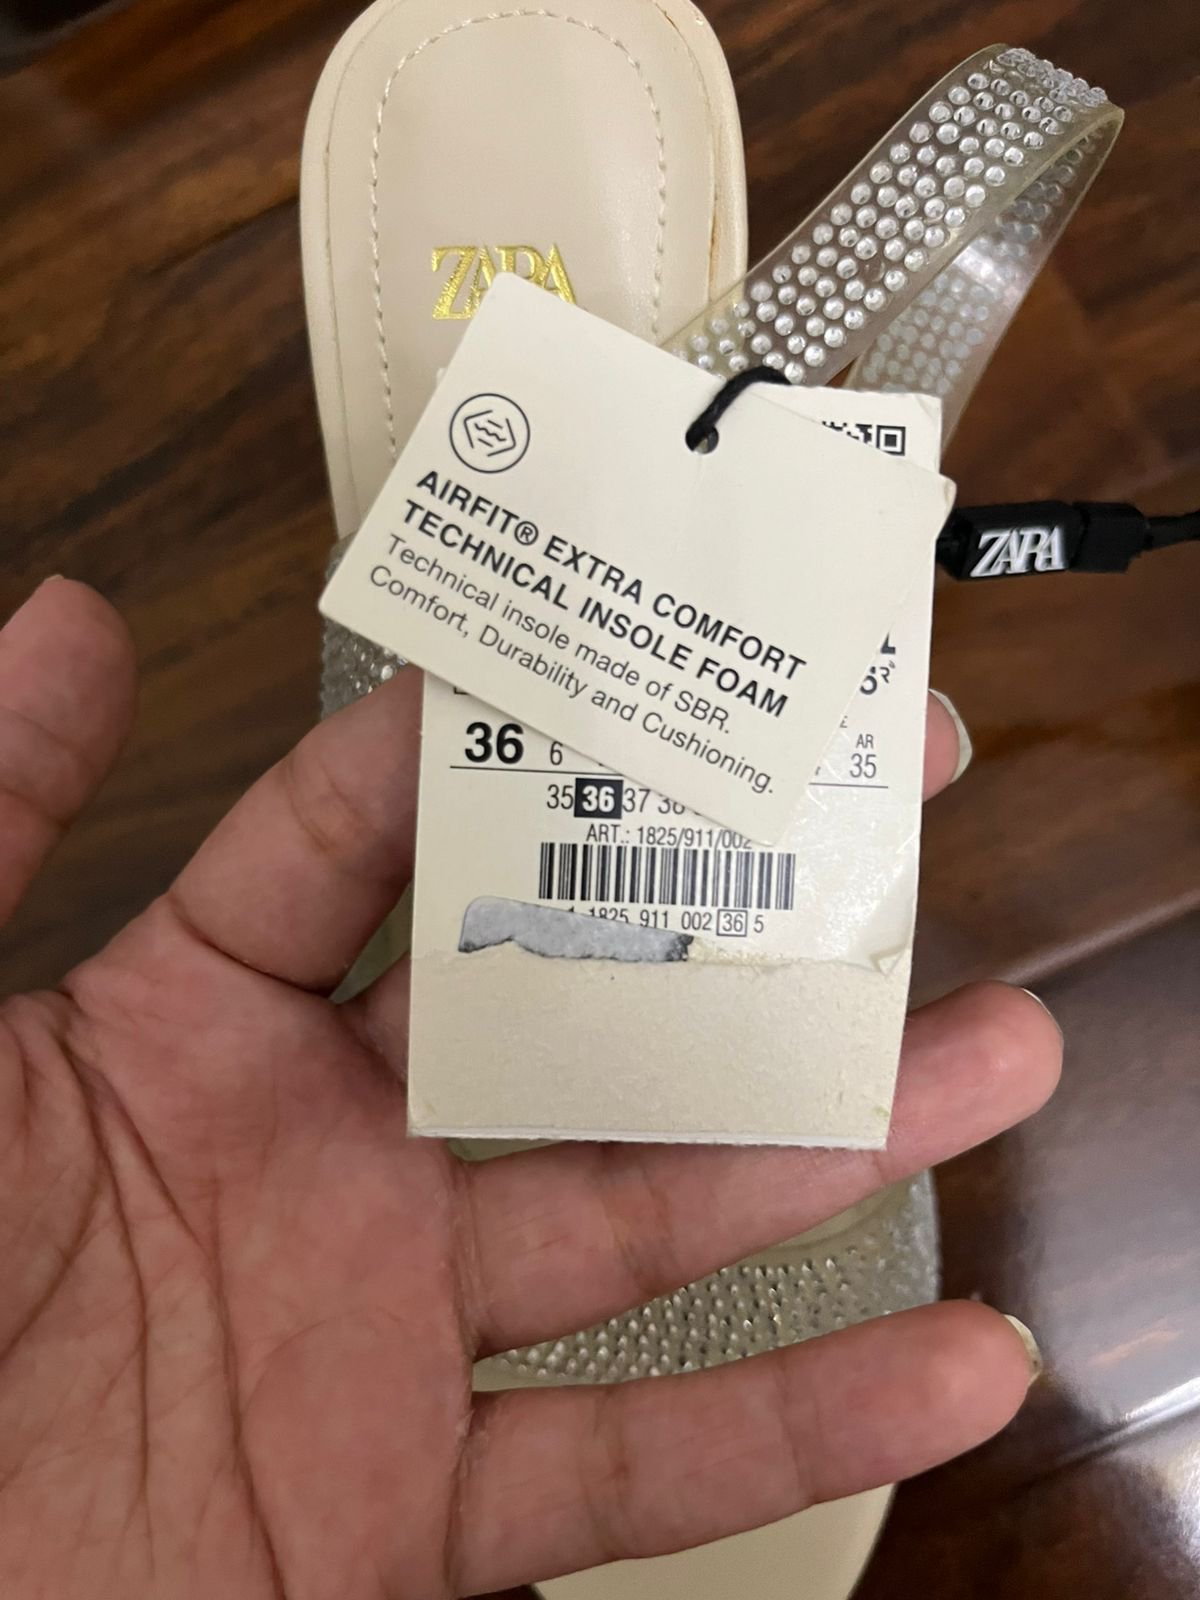 ZARA
AIRFIT® EXTRA COMFORT
TECHNICAL INSOLE FOAM
Technical insole made of SBR.
Comfort, Durability and Cushioning.
ZARA
AR
36 6 35
35 36 37
ART.: 1825/911/002
1 1825 911 002 36 5